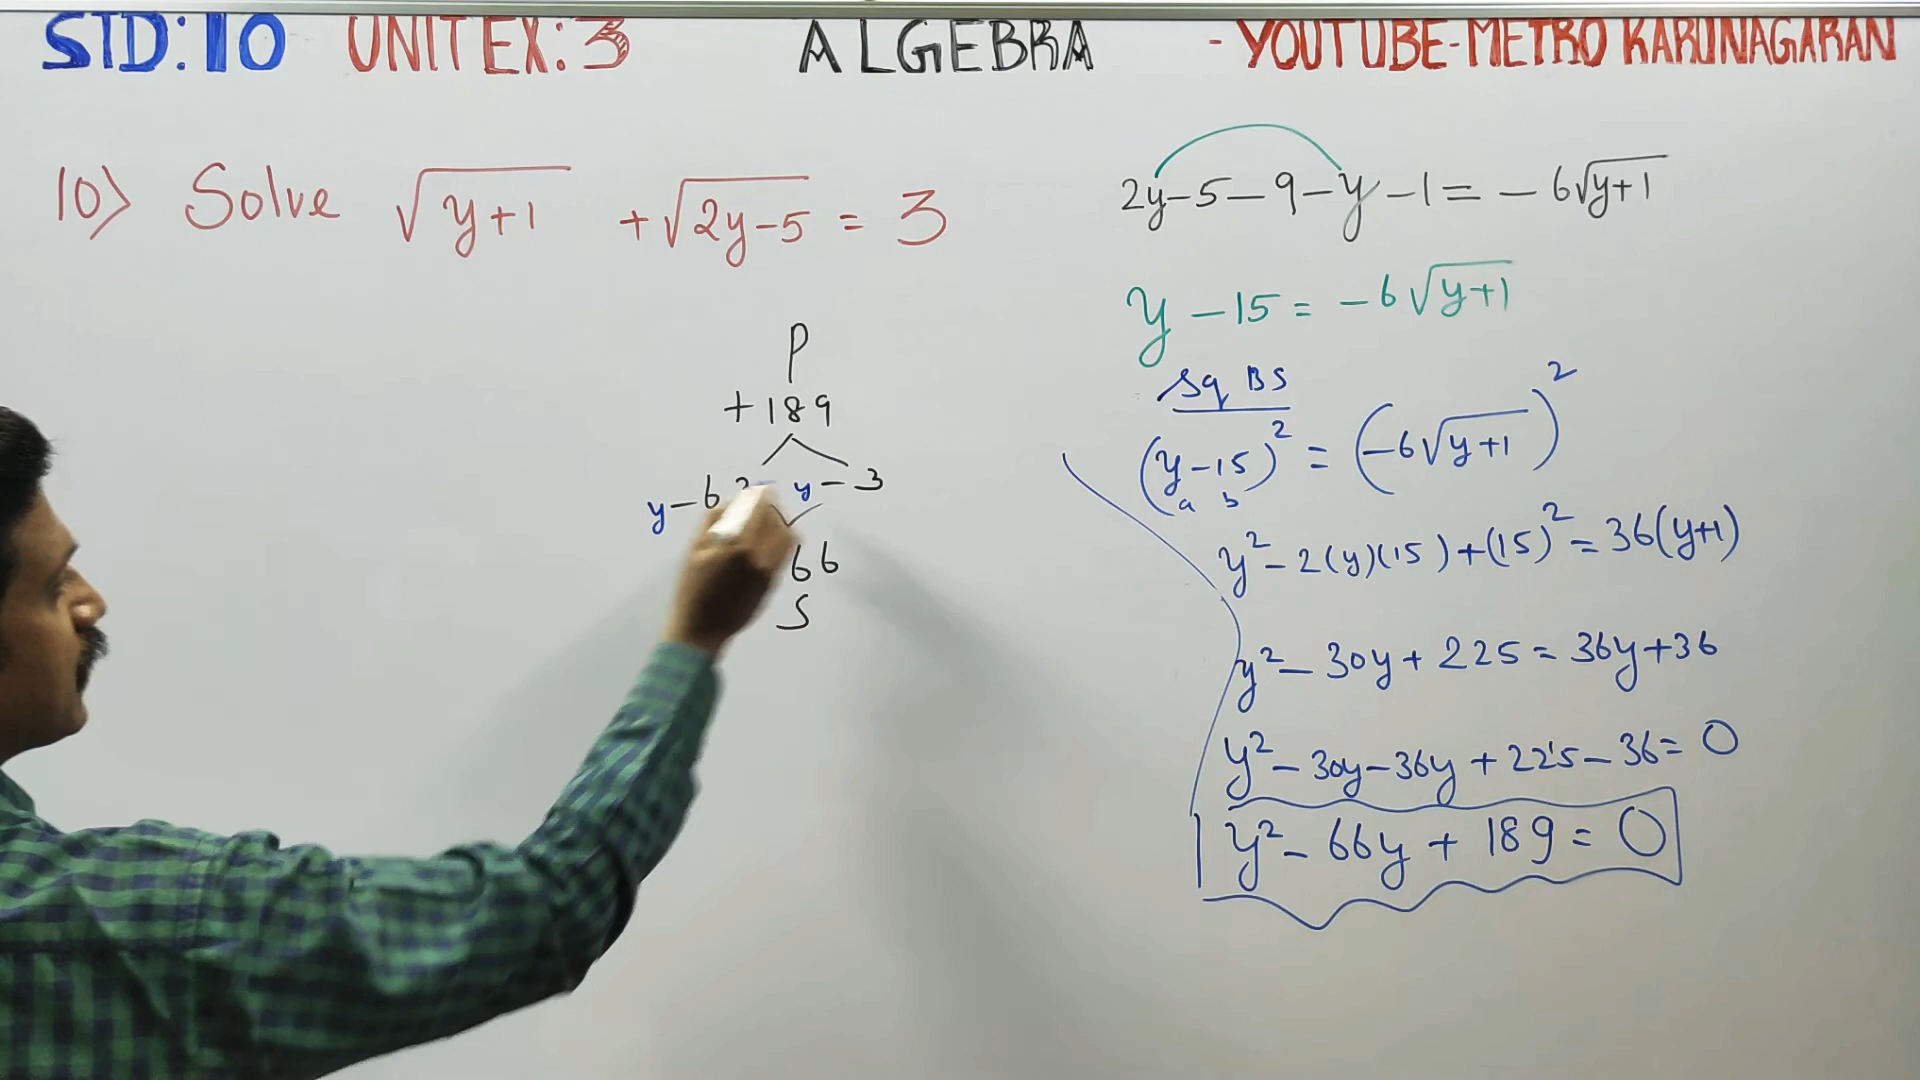 STD:10 UNIT EX:3 ALGEBRA - YOUTUBE-METRO KARUNAGARAN
10) Solve √(y+1) + √(2y-5) = 3
P
+189
y-6 y-3
66
S
2y-5-9-y-1=-6√(y+1)
y-15=-6√(y+1)
Sq BS
(y-15)²=(-6√(y+1))²
a b
y²-2(y)(15)+(15)²=36(y+1)
y²-30y+225=36y+36
y²-30y-36y+225-36=0
y²-66y+189=0